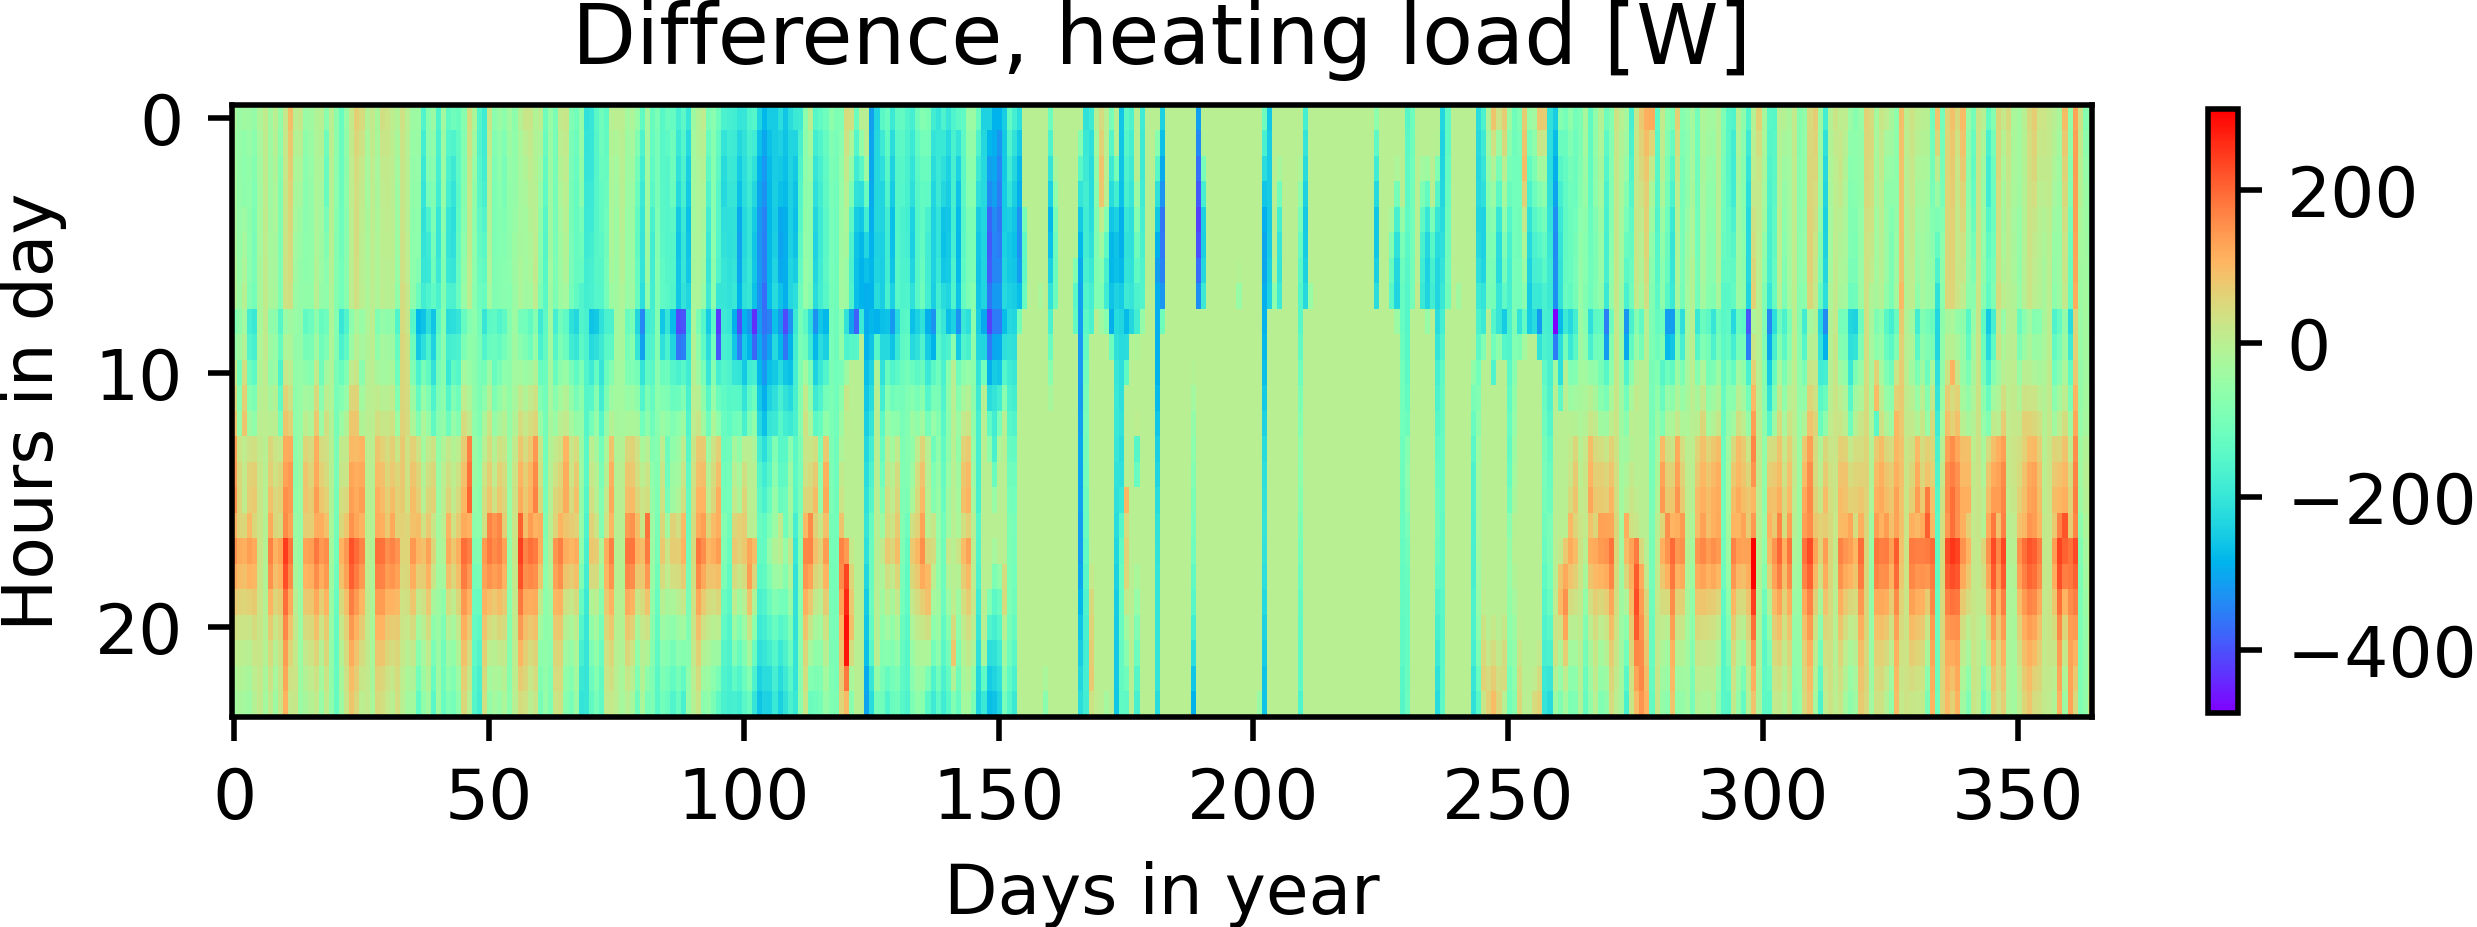 Difference, heating load [W]
Hours in day
0
10
20
0 50 100 150 200 250 300 350
Days in year
200
0
−200
−400